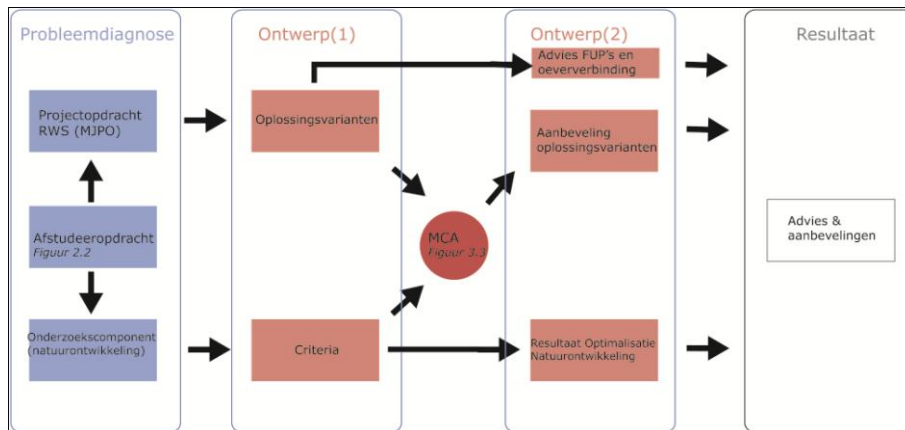 Probleemdiagnose
Projectopdracht
RWS (MJPO)
Afstudeeropdracht
Figuur 2.2
Onderzoekscomponent
(natuurontwikkeling)
Ontwerp(1)
Oplossingsvarianten
Criteria
MCA
Figuur 3.3
Ontwerp(2)
Advies FUP's en
oeververbinding
Aanbeveling
oplossingsvarianten
Resultaat Optimalisatie
Natuurontwikkeling
Resultaat
Advies &
aanbevelingen